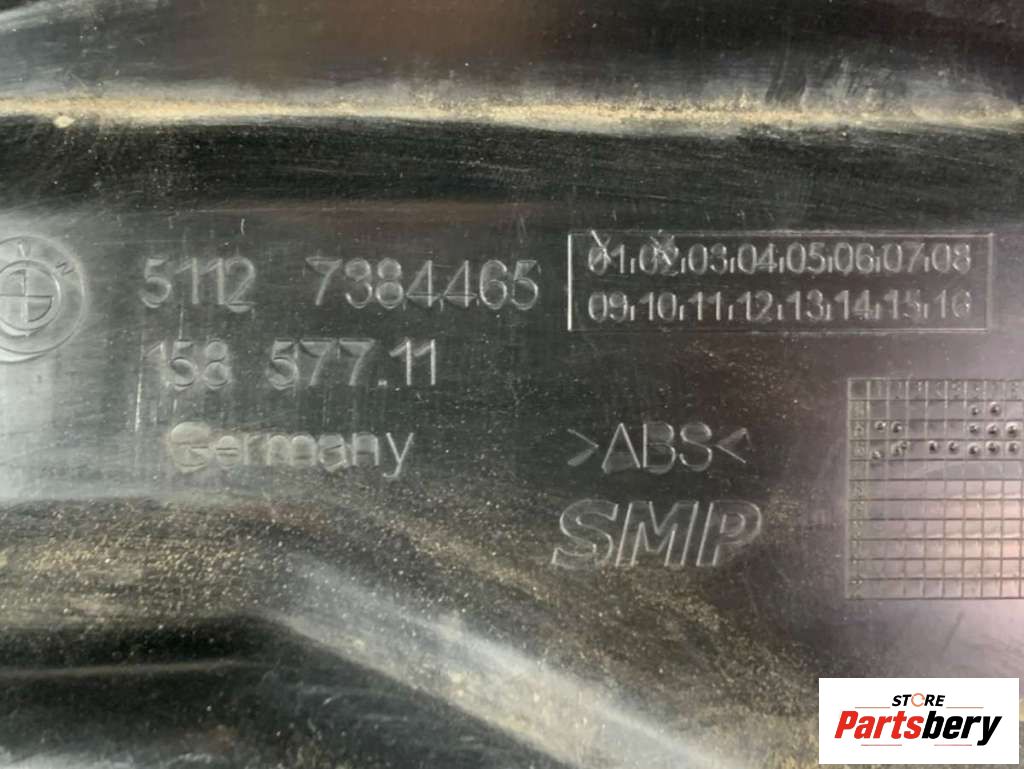 5112 7384465
01 02 03 04 05 06 07 08
09 10 11 12 13 14 15 16
158 577.11
Germany
>ABS<
SMP
STORE
Partsbery